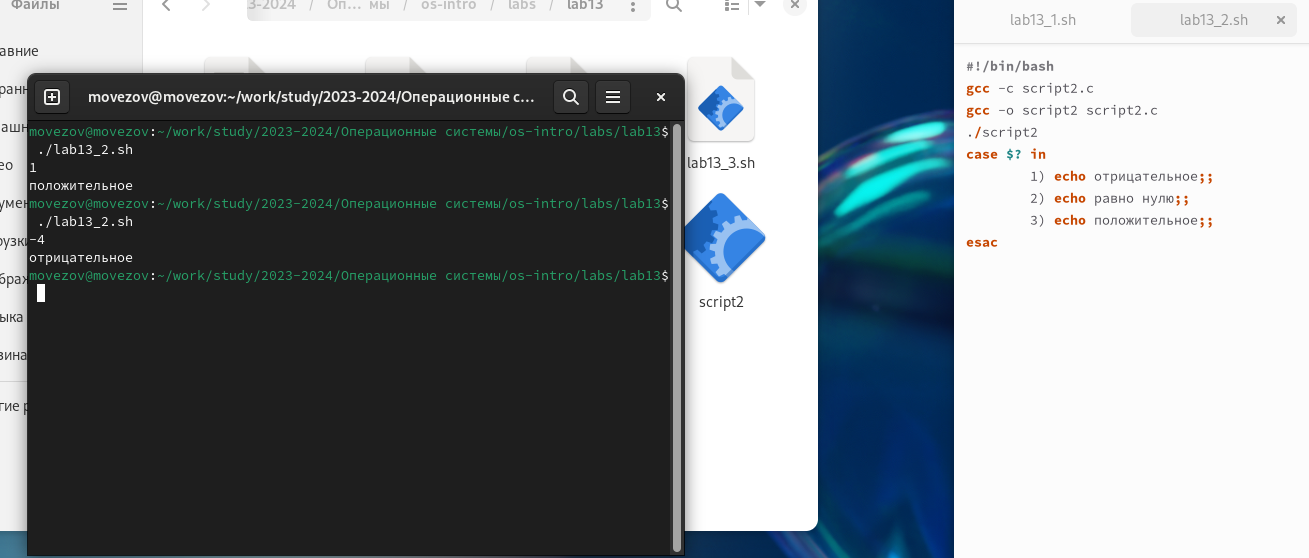 Файлы
3-2024 / Оп… мы / os-intro / labs / lab13
lab13_3.sh
script2
movezov@movezov:~/work/study/2023-2024/Операционные с…
movezov@movezov:~/work/study/2023-2024/Операционные системы/os-intro/labs/lab13$
./lab13_2.sh
1
положительное
movezov@movezov:~/work/study/2023-2024/Операционные системы/os-intro/labs/lab13$
./lab13_2.sh
-4
отрицательное
movezov@movezov:~/work/study/2023-2024/Операционные системы/os-intro/labs/lab13$
lab13_1.sh
lab13_2.sh
#!/bin/bash
gcc -c script2.c
gcc -o script2 script2.c
./script2
case $? in
1) echo отрицательное;;
2) echo равно нулю;;
3) echo положительное;;
esac